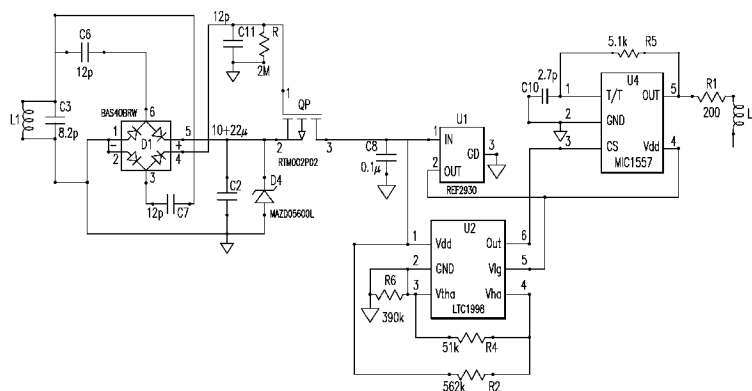 12p
C11
R
2M
C6
12p
L1
C3
8.2p
BAS40BRW
6
1
2
-
D1
+
5
4
3
12p
C7
10+22µ
C2
D4
MAZD05600L
1
QP
2
3
RTM002P02
C8
0.1µ
U1
1
IN
2
OUT
GD
3
REF2930
U2
1
Vdd
Out
6
2
GND
Vlg
5
3
Vtha
Vha
4
LTC1998
R6
390k
51k
R4
562k
R2
5.1k
R5
U4
2.7p
C10
1
T/T
OUT
5
2
GND
3
CS
Vdd
4
MIC1557
R1
200
L